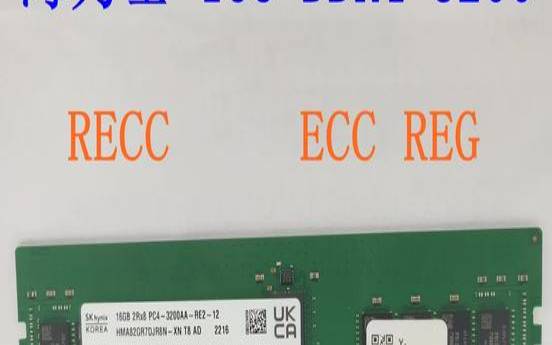 RECC ECC REG
SK hynix
KOREA
16GB 2Rx8 PC4-3200AA-RE2-12
HMA82GR7DJR8N-XN T8 AD 2216
UK
CA